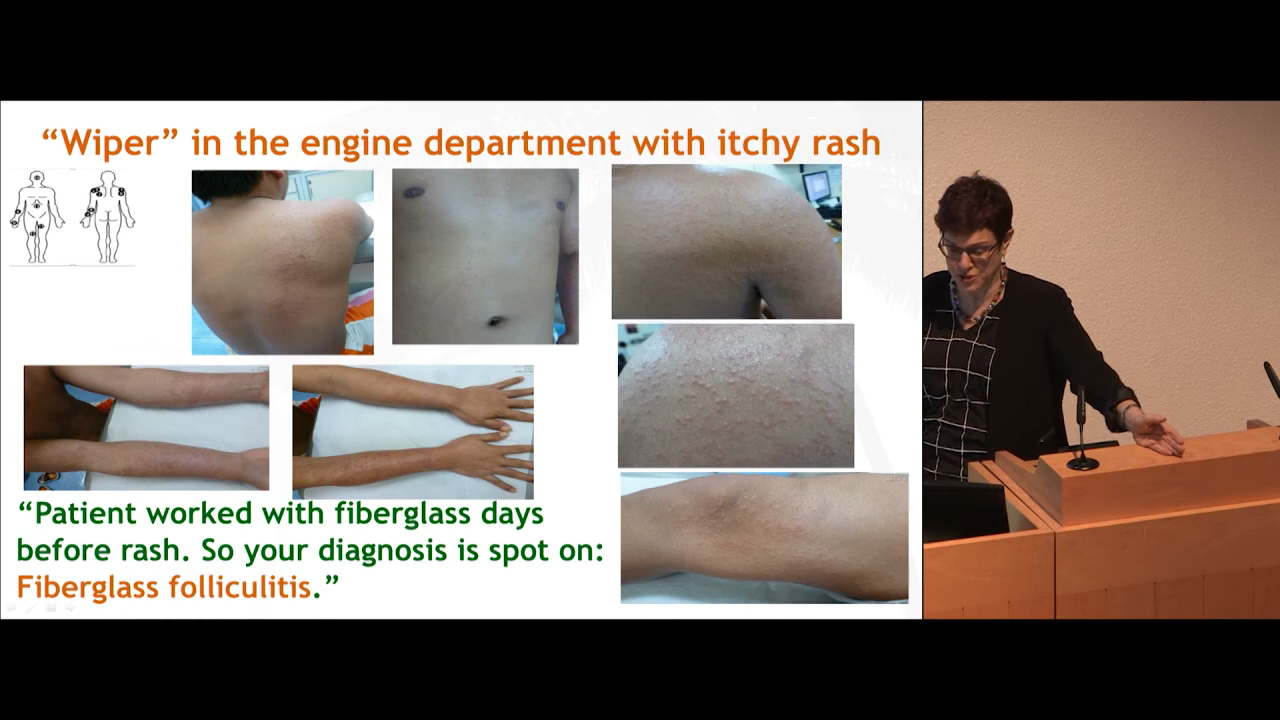 “Wiper” in the engine department with itchy rash
“Patient worked with fiberglass days
before rash. So your diagnosis is spot on:
Fiberglass folliculitis.”